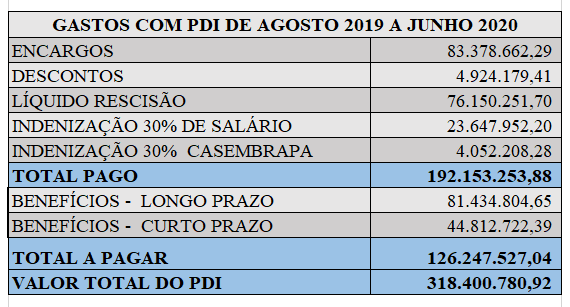 GASTOS COM PDI DE AGOSTO 2019 A JUNHO 2020
ENCARGOS 83.378.662,29
DESCONTOS 4.924.179,41
LÍQUIDO RESCISÃO 76.150.251,70
INDENIZAÇÃO 30% DE SALÁRIO 23.647.952,20
INDENIZAÇÃO 30% CASEMBRAPA 4.052.208,28
TOTAL PAGO 192.153.253,88
BENEFÍCIOS - LONGO PRAZO 81.434.804,65
BENEFÍCIOS - CURTO PRAZO 44.812.722,39
TOTAL A PAGAR 126.247.527,04
VALOR TOTAL DO PDI 318.400.780,92